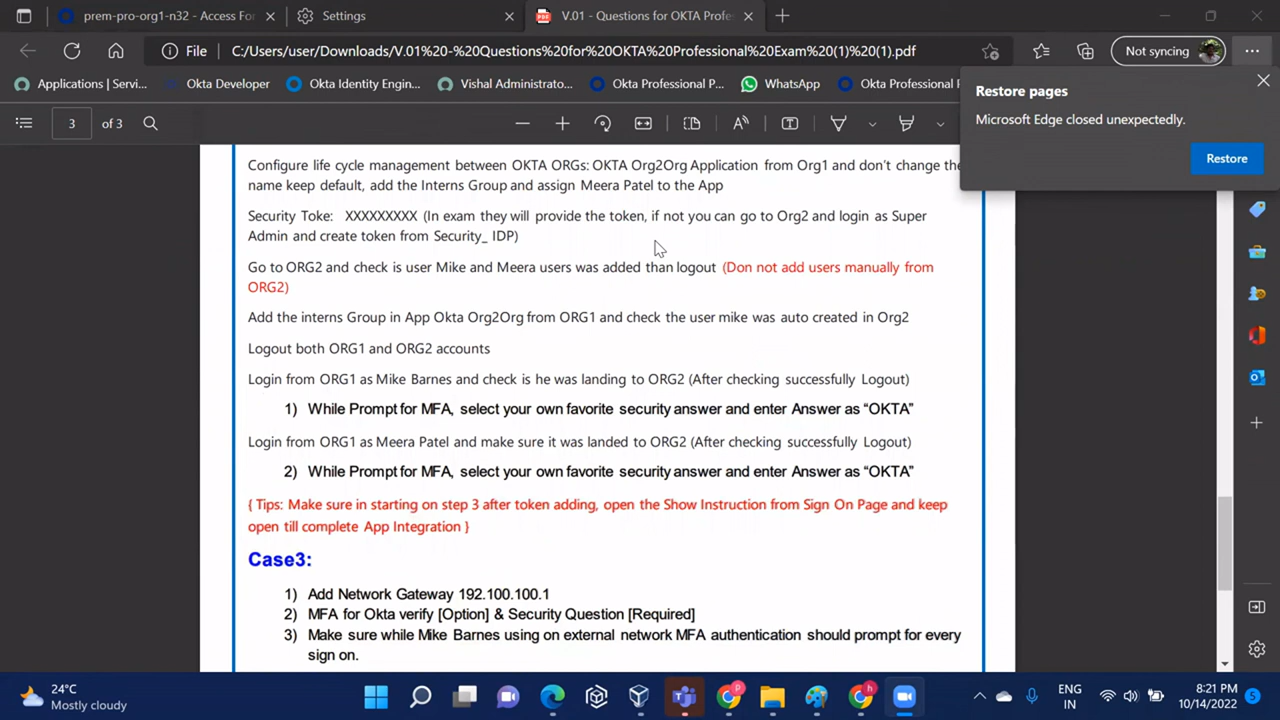 prem-pro-org1-n32 - Access For
Settings
V.01 - Questions for OKTA Profe
File
C:/Users/user/Downloads/V.01%20-%20Questions%20for%20OKTA%20Professional%20Exam%20(1)%20(1).pdf
Not syncing
Applications | Servi...
Okta Developer
Okta Identity Engin...
Vishal Administrato...
Okta Professional P...
WhatsApp
Okta Professional
Restore pages
Microsoft Edge closed unexpectedly.
Restore
3 of 3
Configure life cycle management between OKTA ORGs: OKTA Org2Org Application from Org1 and don't change the
name keep default, add the Interns Group and assign Meera Patel to the App
Security Toke: XXXXXXXXX (In exam they will provide the token, if not you can go to Org2 and login as Super
Admin and create token from Security_ IDP)
Go to ORG2 and check is user Mike and Meera users was added than logout (Don not add users manually from
ORG2)
Add the interns Group in App Okta Org2Org from ORG1 and check the user mike was auto created in Org2
Logout both ORG1 and ORG2 accounts
Login from ORG1 as Mike Barnes and check is he was landing to ORG2 (After checking successfully Logout)
1) While Prompt for MFA, select your own favorite security answer and enter Answer as "OKTA"
Login from ORG1 as Meera Patel and make sure it was landed to ORG2 (After checking successfully Logout)
2) While Prompt for MFA, select your own favorite security answer and enter Answer as "OKTA"
{ Tips: Make sure in starting on step 3 after token adding, open the Show Instruction from Sign On Page and keep
open till complete App Integration }
Case3:
1) Add Network Gateway 192.100.100.1
2) MFA for Okta verify [Option] & Security Question [Required]
3) Make sure while Mike Barnes using on external network MFA authentication should prompt for every
sign on.
24°C
Mostly cloudy
ENG
IN
8:21 PM
10/14/2022
5